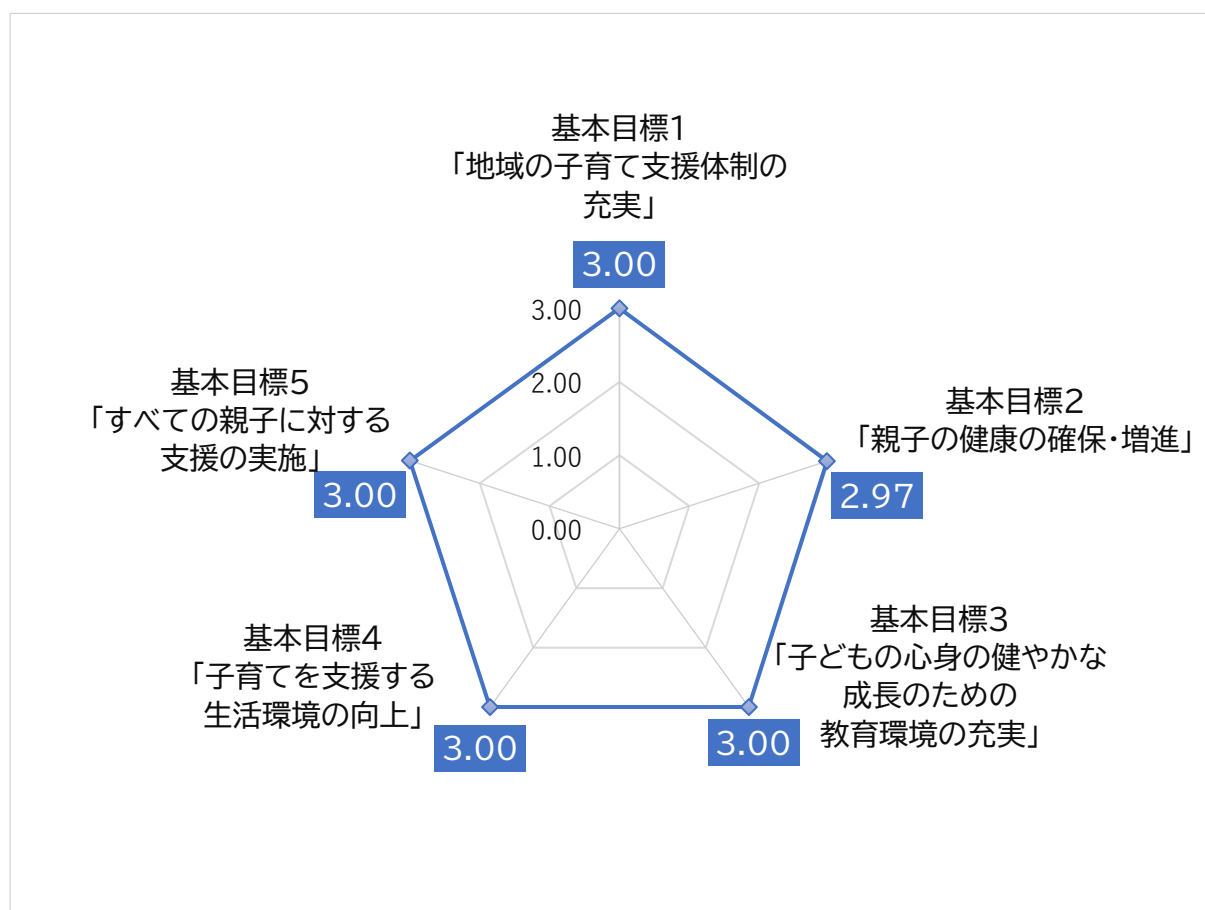 基本目標1
「地域の子育て支援体制の
充実」
3.00
3.00
2.00
1.00
0.00
基本目標2
「親子の健康の確保・増進」
2.97
基本目標3
「子どもの心身の健やかな
成長のための
教育環境の充実」
3.00
基本目標4
「子育てを支援する
生活環境の向上」
3.00
基本目標5
「すべての親子に対する
支援の実施」
3.00